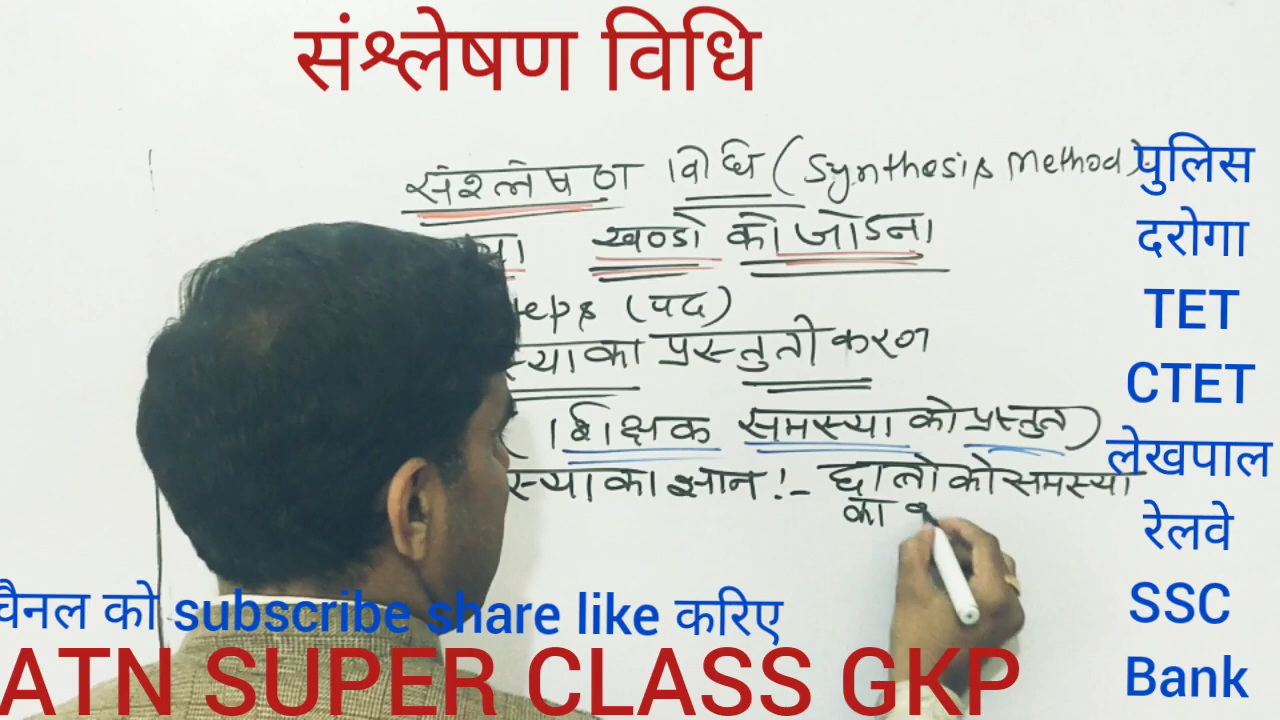 संश्लेषण विधि
संश्लेषण विधि (Synthesis Method)
खण्डो को जोडना
(पद)
का प्रस्तुतीकरण
(शिक्षक समस्या को प्रस्तुत)
का ज्ञान :- छात्रो को समस्या
का
पुलिस
दरोगा
TET
CTET
लेखपाल
रेलवे
SSC
Bank
चैनल को subscribe share like करिए
ATN SUPER CLASS GKP